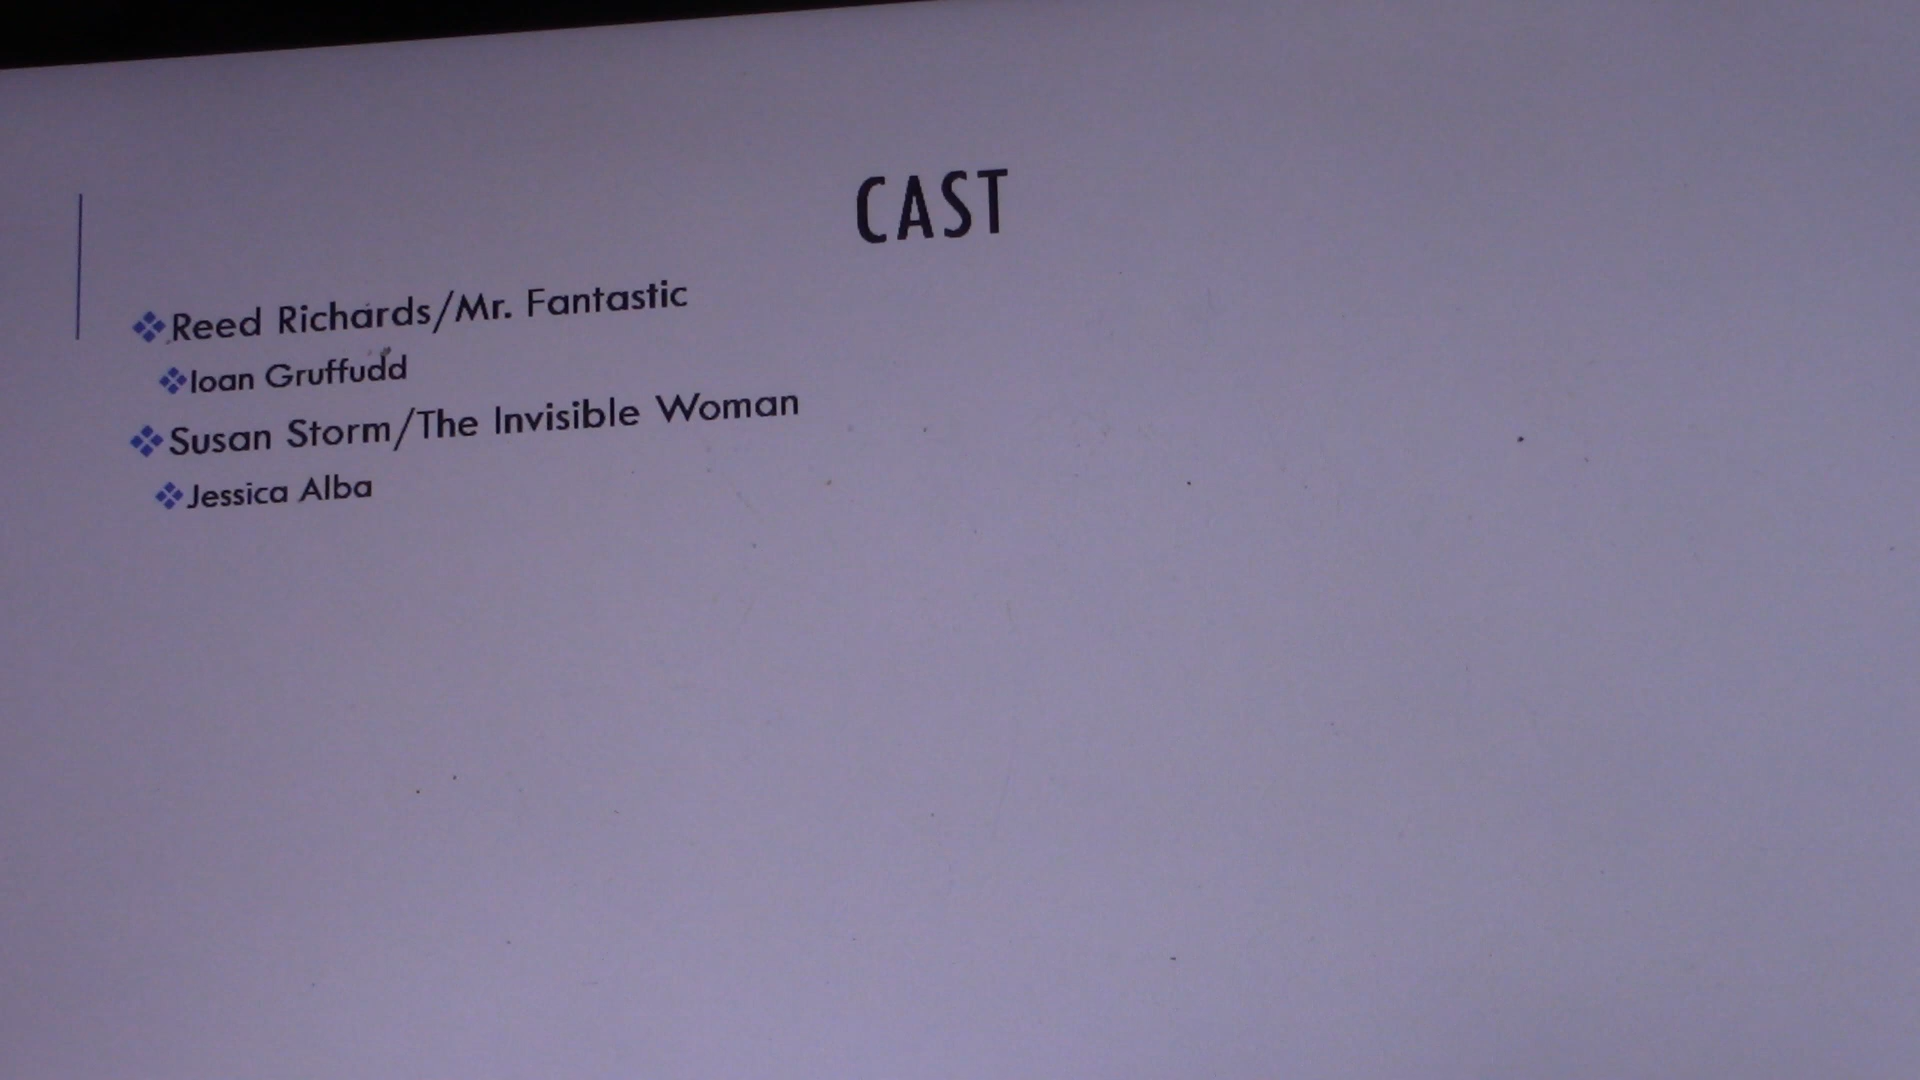 CAST
Reed Richards/Mr. Fantastic
Ioan Gruffudd
Susan Storm/The Invisible Woman
Jessica Alba